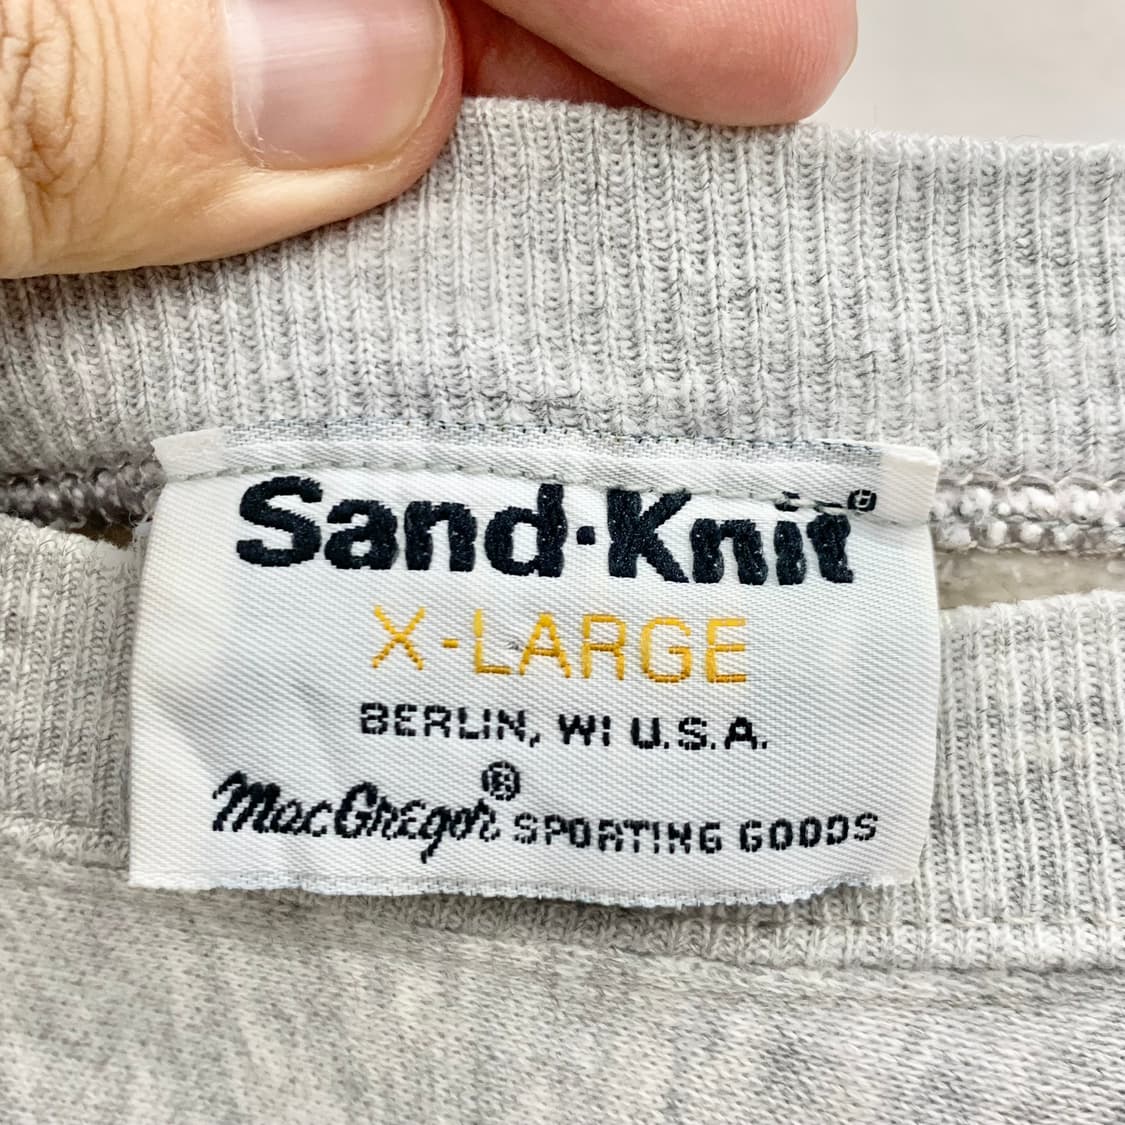 Sand·Knit®
X-LARGE
BERLIN, WI U.S.A.
MacGregor® SPORTING GOODS